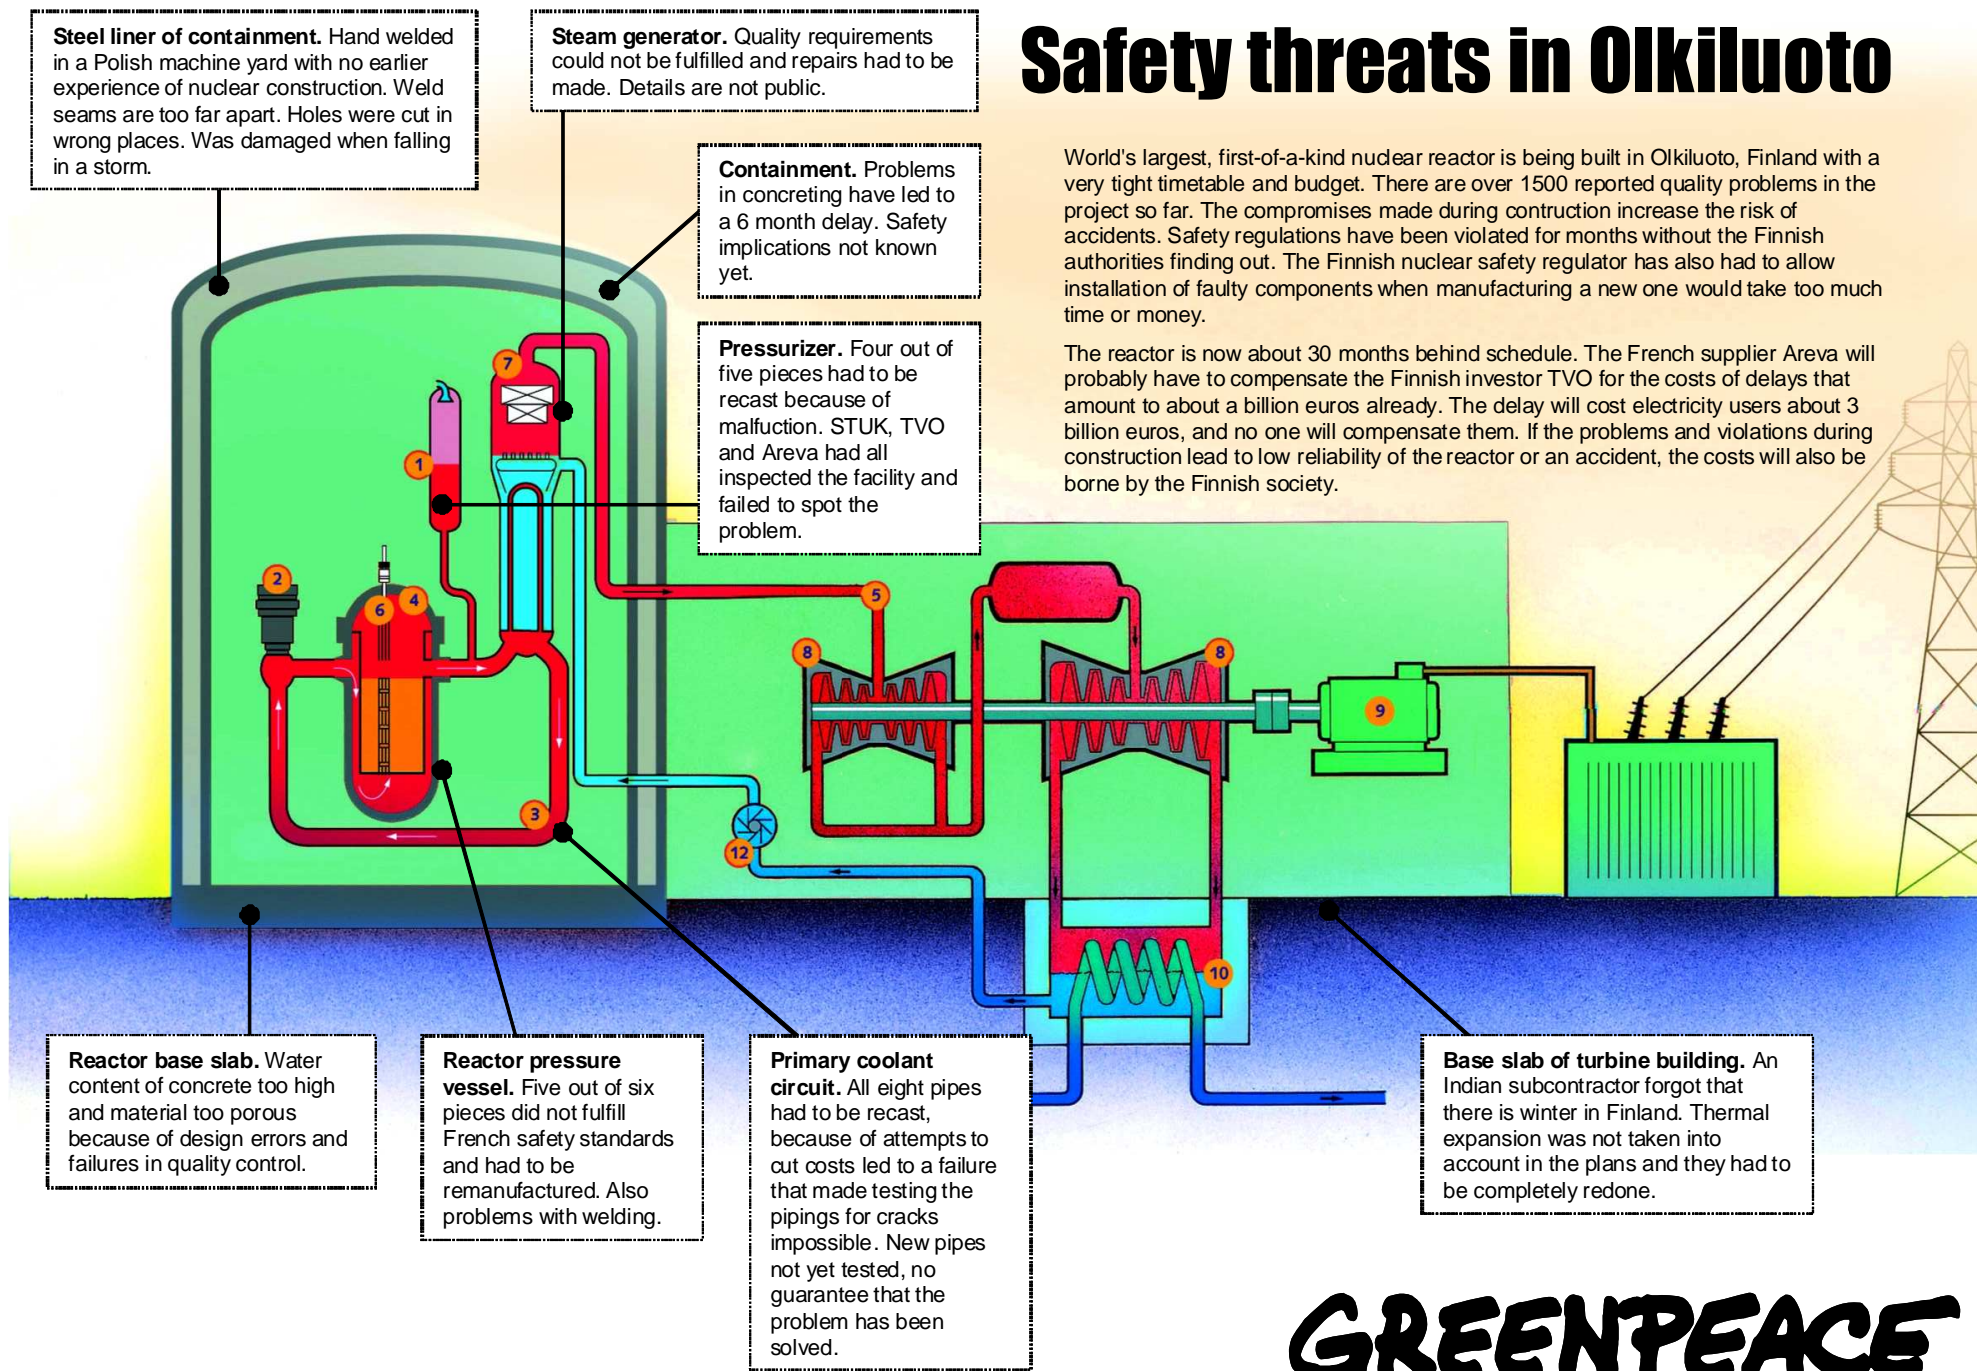 Safety threats in Olkiluoto
Steel liner of containment. Hand welded
in a Polish machine yard with no earlier
experience of nuclear construction. Weld
seams are too far apart. Holes were cut in
wrong places. Was damaged when falling
in a storm.
Steam generator. Quality requirements
could not be fulfilled and repairs had to be
made. Details are not public.
Containment. Problems
in concreting have led to
a 6 month delay. Safety
implications not known
yet.
Pressurizer. Four out of
five pieces had to be
recast because of
malfuction. STUK, TVO
and Areva had all
inspected the facility and
failed to spot the
problem.
World's largest, first-of-a-kind nuclear reactor is being built in Olkiluoto, Finland with a
very tight timetable and budget. There are over 1500 reported quality problems in the
project so far. The compromises made during contruction increase the risk of
accidents. Safety regulations have been violated for months without the Finnish
authorities finding out. The Finnish nuclear safety regulator has also had to allow
installation of faulty components when manufacturing a new one would take too much
time or money.
The reactor is now about 30 months behind schedule. The French supplier Areva will
probably have to compensate the Finnish investor TVO for the costs of delays that
amount to about a billion euros already. The delay will cost electricity users about 3
billion euros, and no one will compensate them. If the problems and violations during
construction lead to low reliability of the reactor or an accident, the costs will also be
borne by the Finnish society.
7
1
2
6
4
5
8
8
9
3
12
10
Reactor base slab. Water
content of concrete too high
and material too porous
because of design errors and
failures in quality control.
Reactor pressure
vessel. Five out of six
pieces did not fulfill
French safety standards
and had to be
remanufactured. Also
problems with welding.
Primary coolant
circuit. All eight pipes
had to be recast,
because of attempts to
cut costs led to a failure
that made testing the
pipings for cracks
impossible. New pipes
not yet tested, no
guarantee that the
problem has been
solved.
Base slab of turbine building. An
Indian subcontractor forgot that
there is winter in Finland. Thermal
expansion was not taken into
account in the plans and they had to
be completely redone.
GREENPEACE